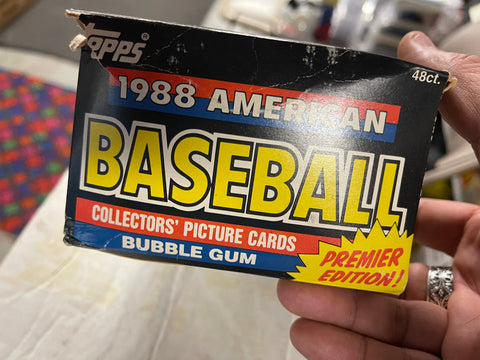 Topps®
48ct.
1988 AMERICAN
BASEBALL
COLLECTORS' PICTURE CARDS
BUBBLE GUM
PREMIER
EDITION!